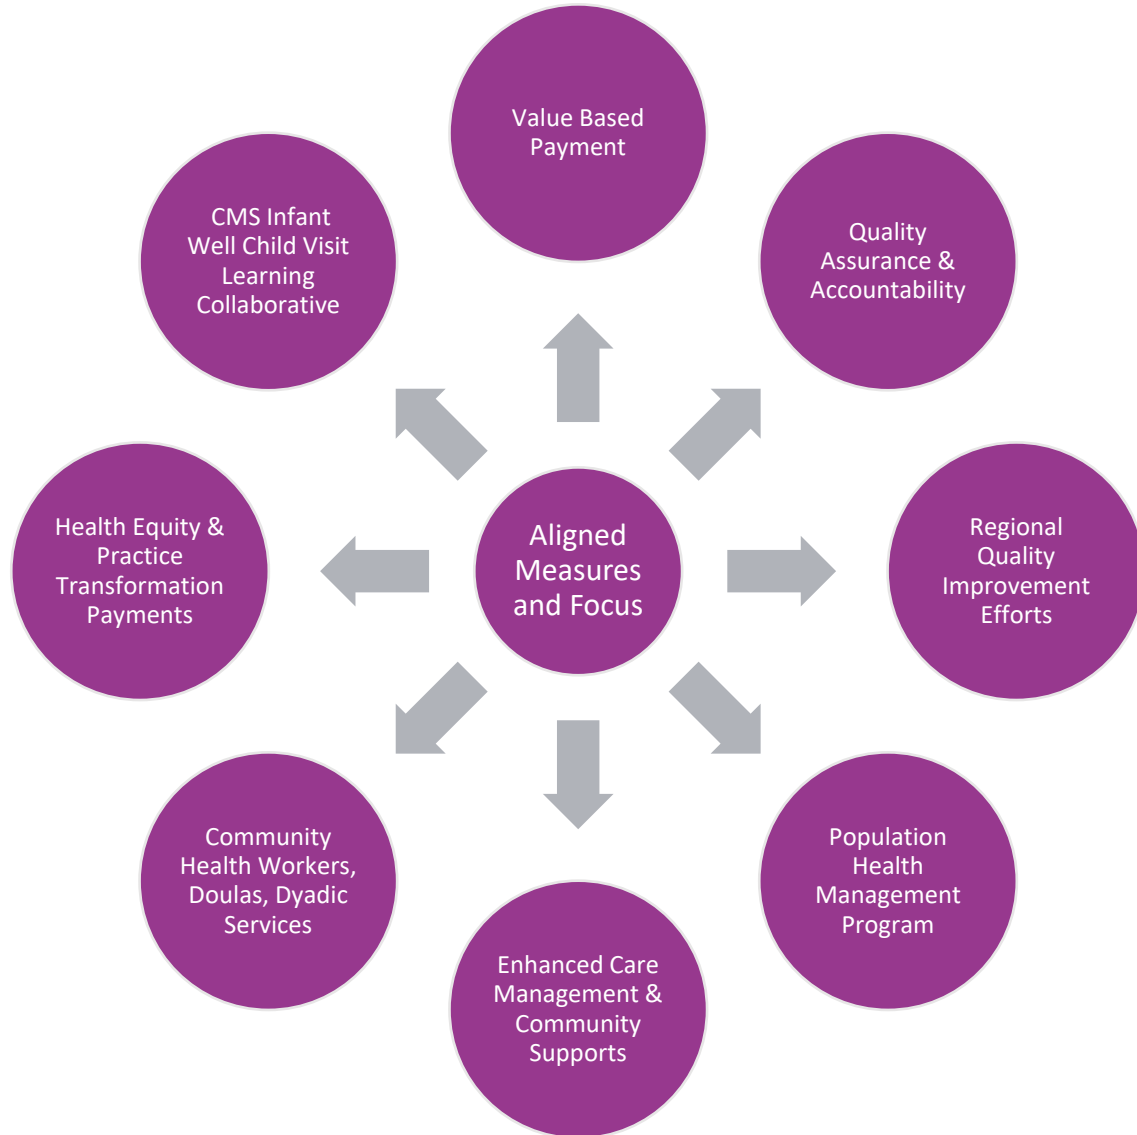 Value Based
Payment
Quality
Assurance &
Accountability
Regional
Quality
Improvement
Efforts
Population
Health
Management
Program
Enhanced Care
Management &
Community
Supports
Community
Health Workers,
Doulas, Dyadic
Services
Health Equity &
Practice
Transformation
Payments
CMS Infant
Well Child Visit
Learning
Collaborative
Aligned
Measures
and Focus